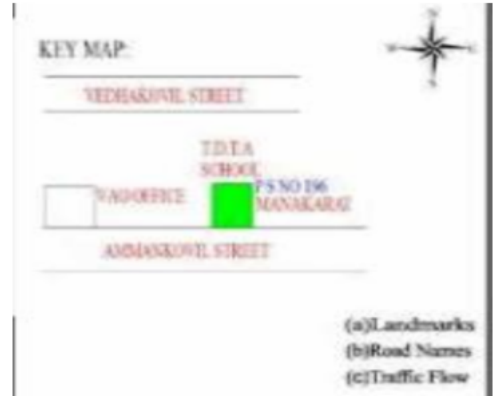 N
KEY MAP:
VEDHAKOVIL STREET
T.D.T.A
SCHOOL
P S NO 196
VAO OFFICE
MANAKARAI
AMMANKOVIL STREET
(a)Landmarks
(b)Road Names
(c)Traffic Flow